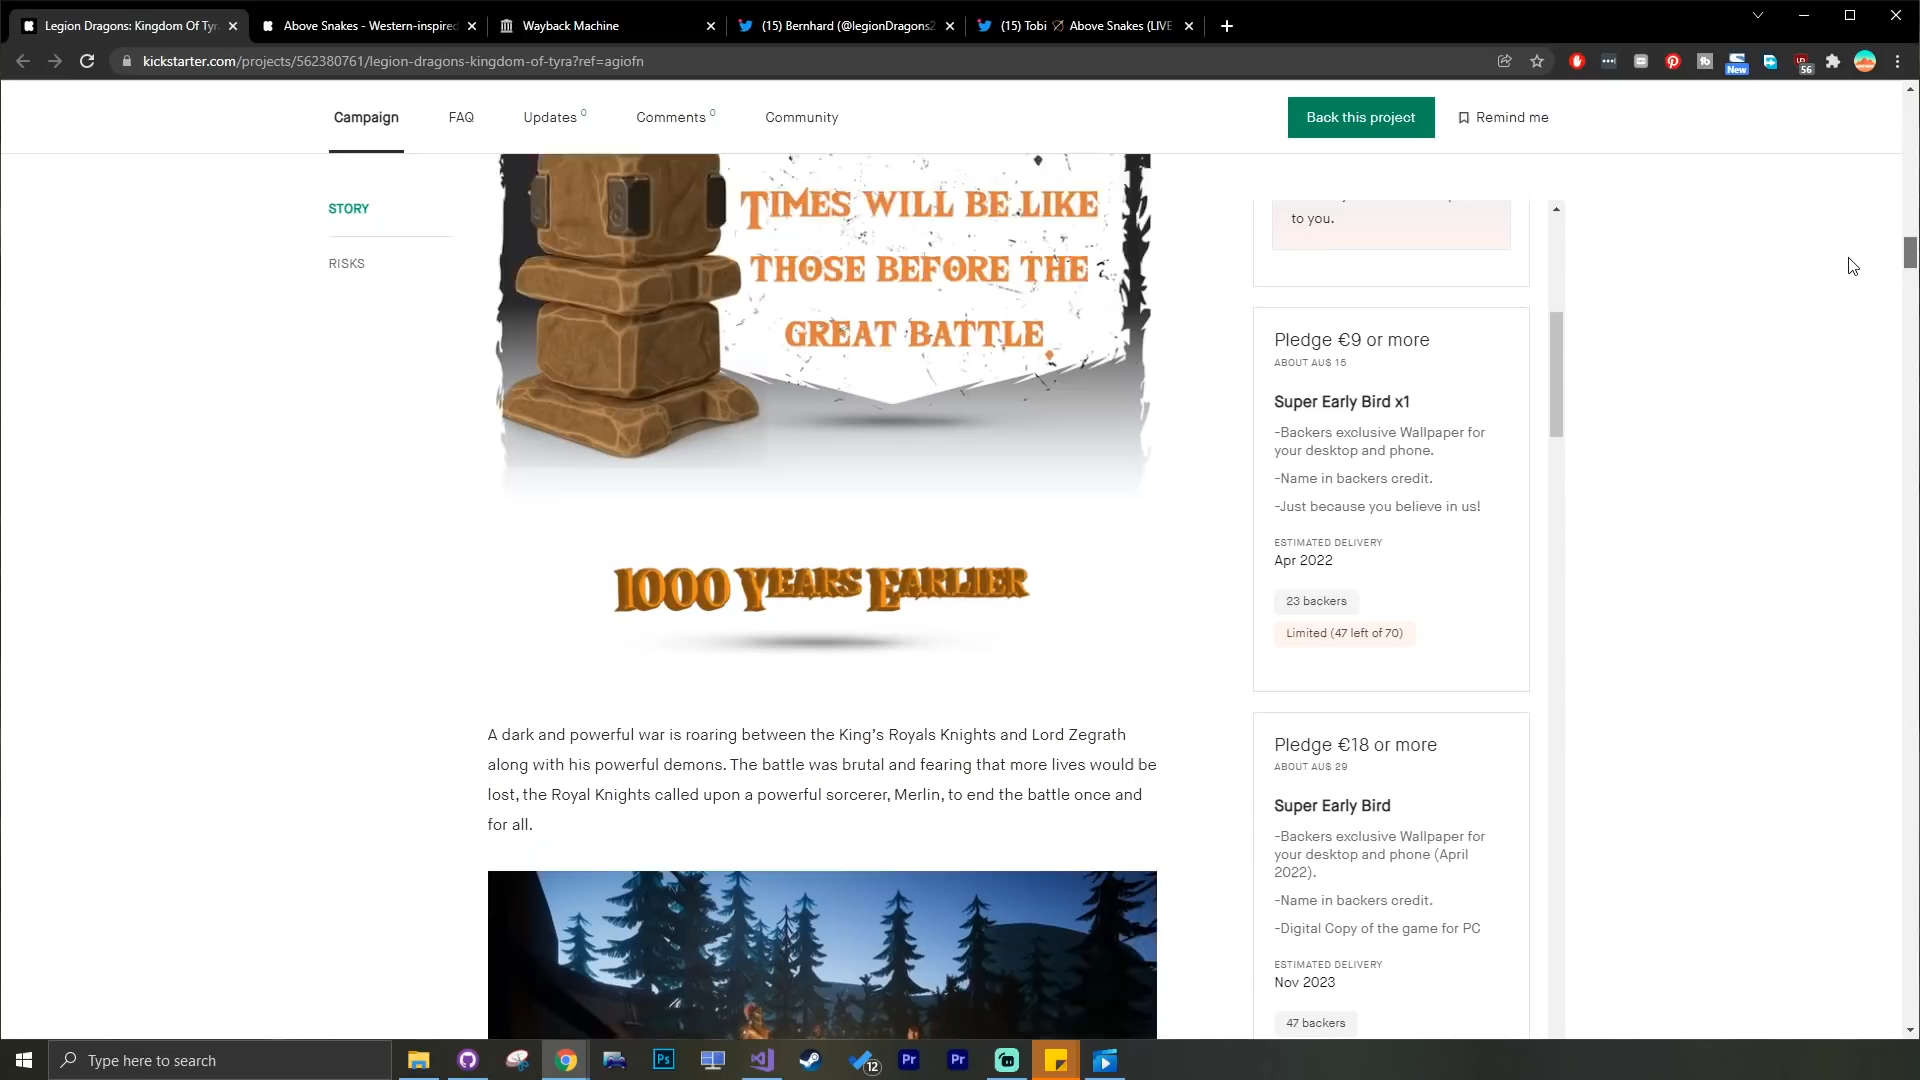 Legion Dragons: Kingdom Of Tyr
Above Snakes - Western-inspired
Wayback Machine
(15) Bernhard (@legionDragons2
(15) Tobi 🏹 Above Snakes (LIVE
kickstarter.com/projects/562380761/legion-dragons-kingdom-of-tyra?ref=agiofn
New
56
Campaign
FAQ
Updates 0
Comments 0
Community
Back this project
Remind me
STORY
RISKS
TIMES WILL BE LIKE
THOSE BEFORE THE
GREAT BATTLE
1000 YEARS EARLIER
A dark and powerful war is roaring between the King's Royals Knights and Lord Zegrath
along with his powerful demons. The battle was brutal and fearing that more lives would be
lost, the Royal Knights called upon a powerful sorcerer, Merlin, to end the battle once and
for all.
to you.
Pledge €9 or more
ABOUT AU$ 15
Super Early Bird x1
-Backers exclusive Wallpaper for
your desktop and phone.
-Name in backers credit.
-Just because you believe in us!
ESTIMATED DELIVERY
Apr 2022
23 backers
Limited (47 left of 70)
Pledge €18 or more
ABOUT AU$ 29
Super Early Bird
-Backers exclusive Wallpaper for
your desktop and phone (April
2022).
-Name in backers credit.
-Digital Copy of the game for PC
ESTIMATED DELIVERY
Nov 2023
47 backers
Type here to search
Ps
12
Pr
Pr